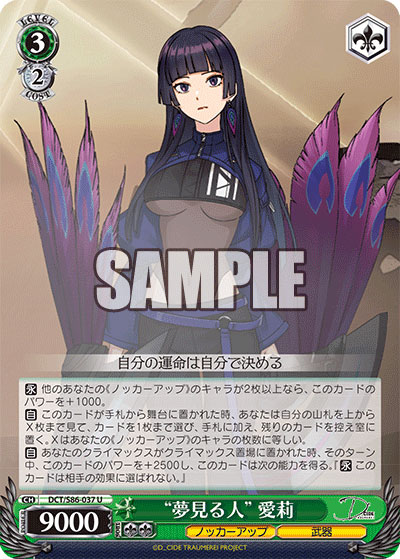 LEVEL
3
2
COST
SAMPLE
自分の運命は自分で決める
永 他のあなたの《ノッカーアップ》のキャラが2枚以上なら、このカードの
パワーを+1000。
自 このカードが手札から舞台に置かれた時、あなたは自分の山札を上から
X枚まで見て、カードを1枚まで選び、手札に加え、残りのカードを控え室に
置く。Xはあなたの《ノッカーアップ》のキャラの枚数に等しい。
自 あなたのクライマックスがクライマックス置場に置かれた時、そのターン
中、このカードのパワーを+2500し、このカードは次の能力を得る。『永 この
カードは相手の効果に選ばれない。』
CH DCT/S86-037 U
9000
“夢見る人” 愛莉
ノッカーアップ 武器
©D_CIDE TRAUMEREI PROJECT